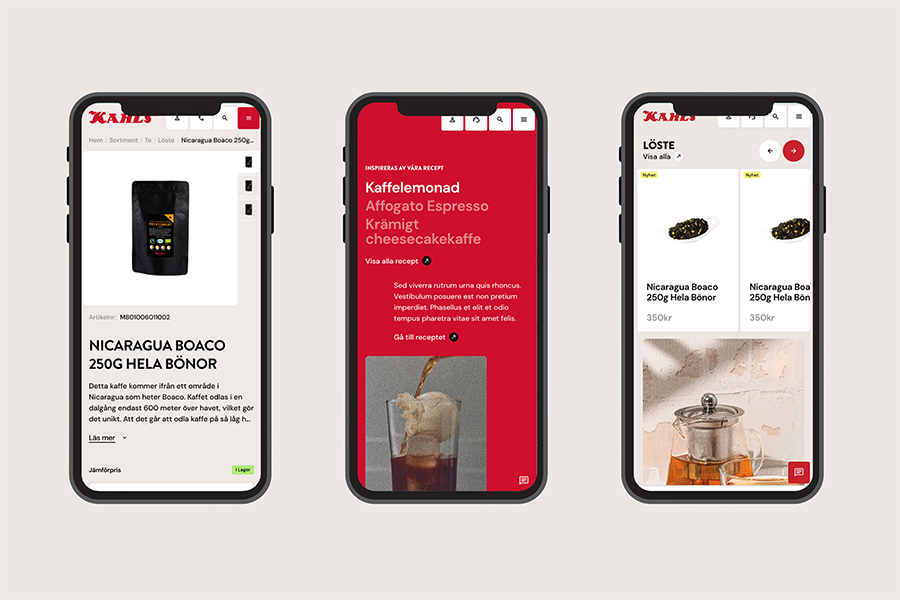 KAHLS
Hem | Sortiment | Te | Löste | Nicaragua Boaco 250g...
Artikelnr: M801006011002
NICARAGUA BOACO
250G HELA BÖNOR
Detta kaffe kommer ifrån ett område i
Nicaragua som heter Boaco. Kaffet odlas i en
dalgång endast 600 meter över havet, vilket gör
det unikt. Att det går att odla kaffe på så låg h...
Läs mer
Jämförpris
I Lager
INSPIRERAS AV VÅRA RECEPT
Kaffelemonad
Affogato Espresso
Krämigt
cheesecakekaffe
Visa alla recept
Sed viverra rutrum urna quis rhoncus.
Vestibulum posuere est non pretium
imperdiet. Phasellus et elit et odio
tempus pharetra vitae sit amet felis.
Gå till receptet
KAHLS
LÖSTE
Visa alla
Nyhet
Nicaragua Boaco
250g Hela Bönor
350kr
Nyhet
Nicaragua Boa
250g Hela Bön
350kr